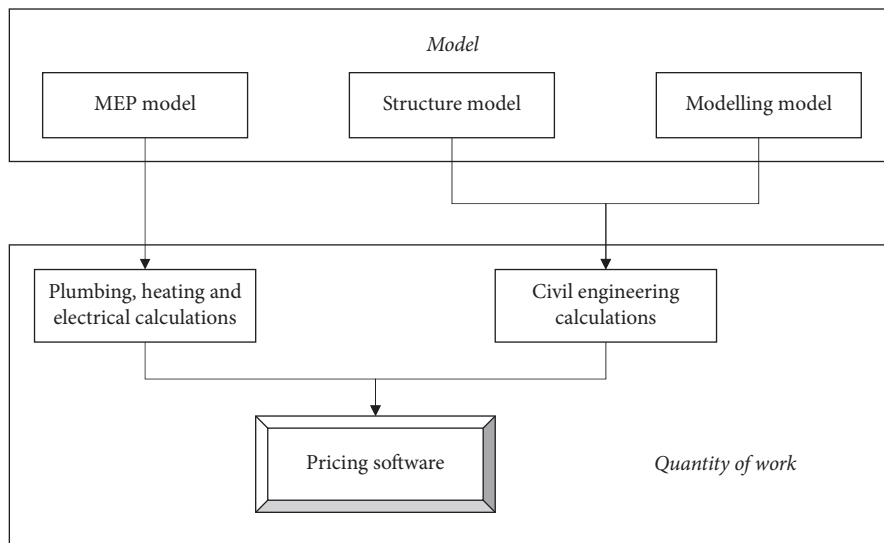 Model
MEP model
Structure model
Modelling model
Plumbing, heating and
electrical calculations
Civil engineering
calculations
Pricing software
Quantity of work